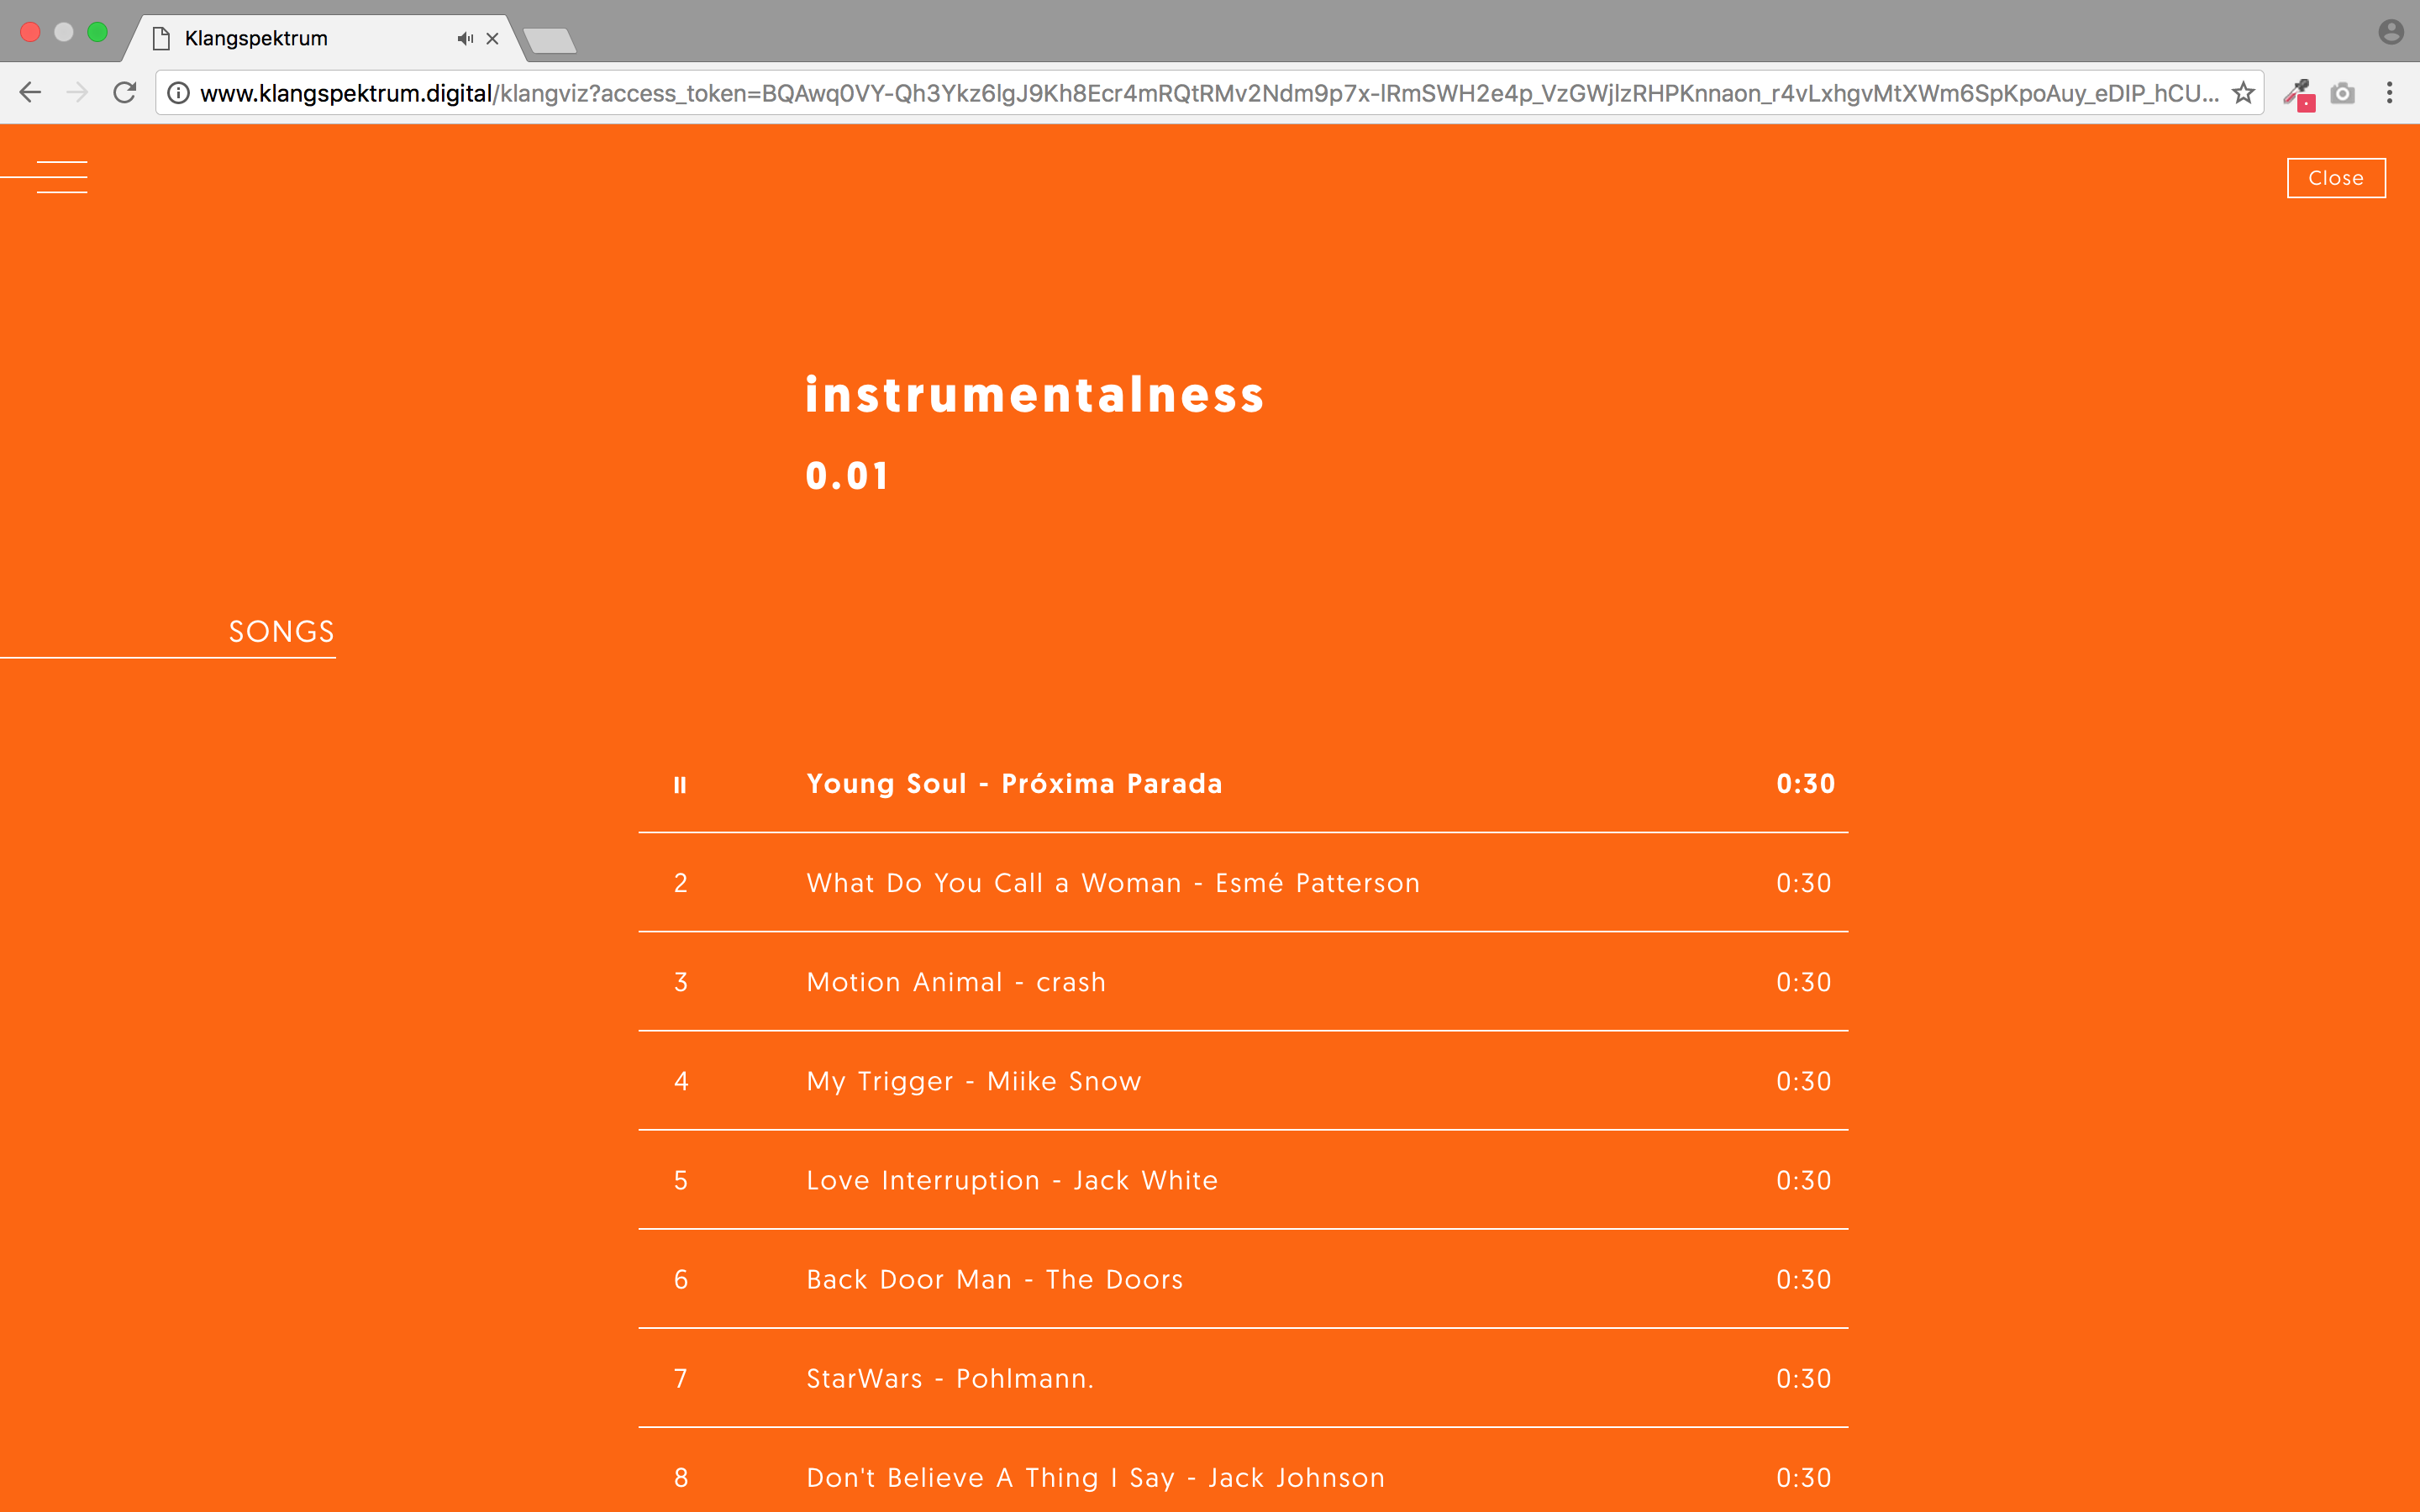 Klangspektrum
www.klangspektrum.digital/klangviz?access_token=BQAwq0VY-Qh3Ykz6lgJ9Kh8Ecr4mRQtRMv2Ndm9p7x-lRmSWH2e4p_VzGWjlzRHPKnnaon_r4vLxhgvMtXWm6SpKpoAuy_eDIP_hCU...
Close
instrumentalness
0.01
SONGS
Young Soul - Próxima Parada 0:30
2 What Do You Call a Woman - Esmé Patterson 0:30
3 Motion Animal - crash 0:30
4 My Trigger - Miike Snow 0:30
5 Love Interruption - Jack White 0:30
6 Back Door Man - The Doors 0:30
7 StarWars - Pohlmann. 0:30
8 Don't Believe A Thing I Say - Jack Johnson 0:30